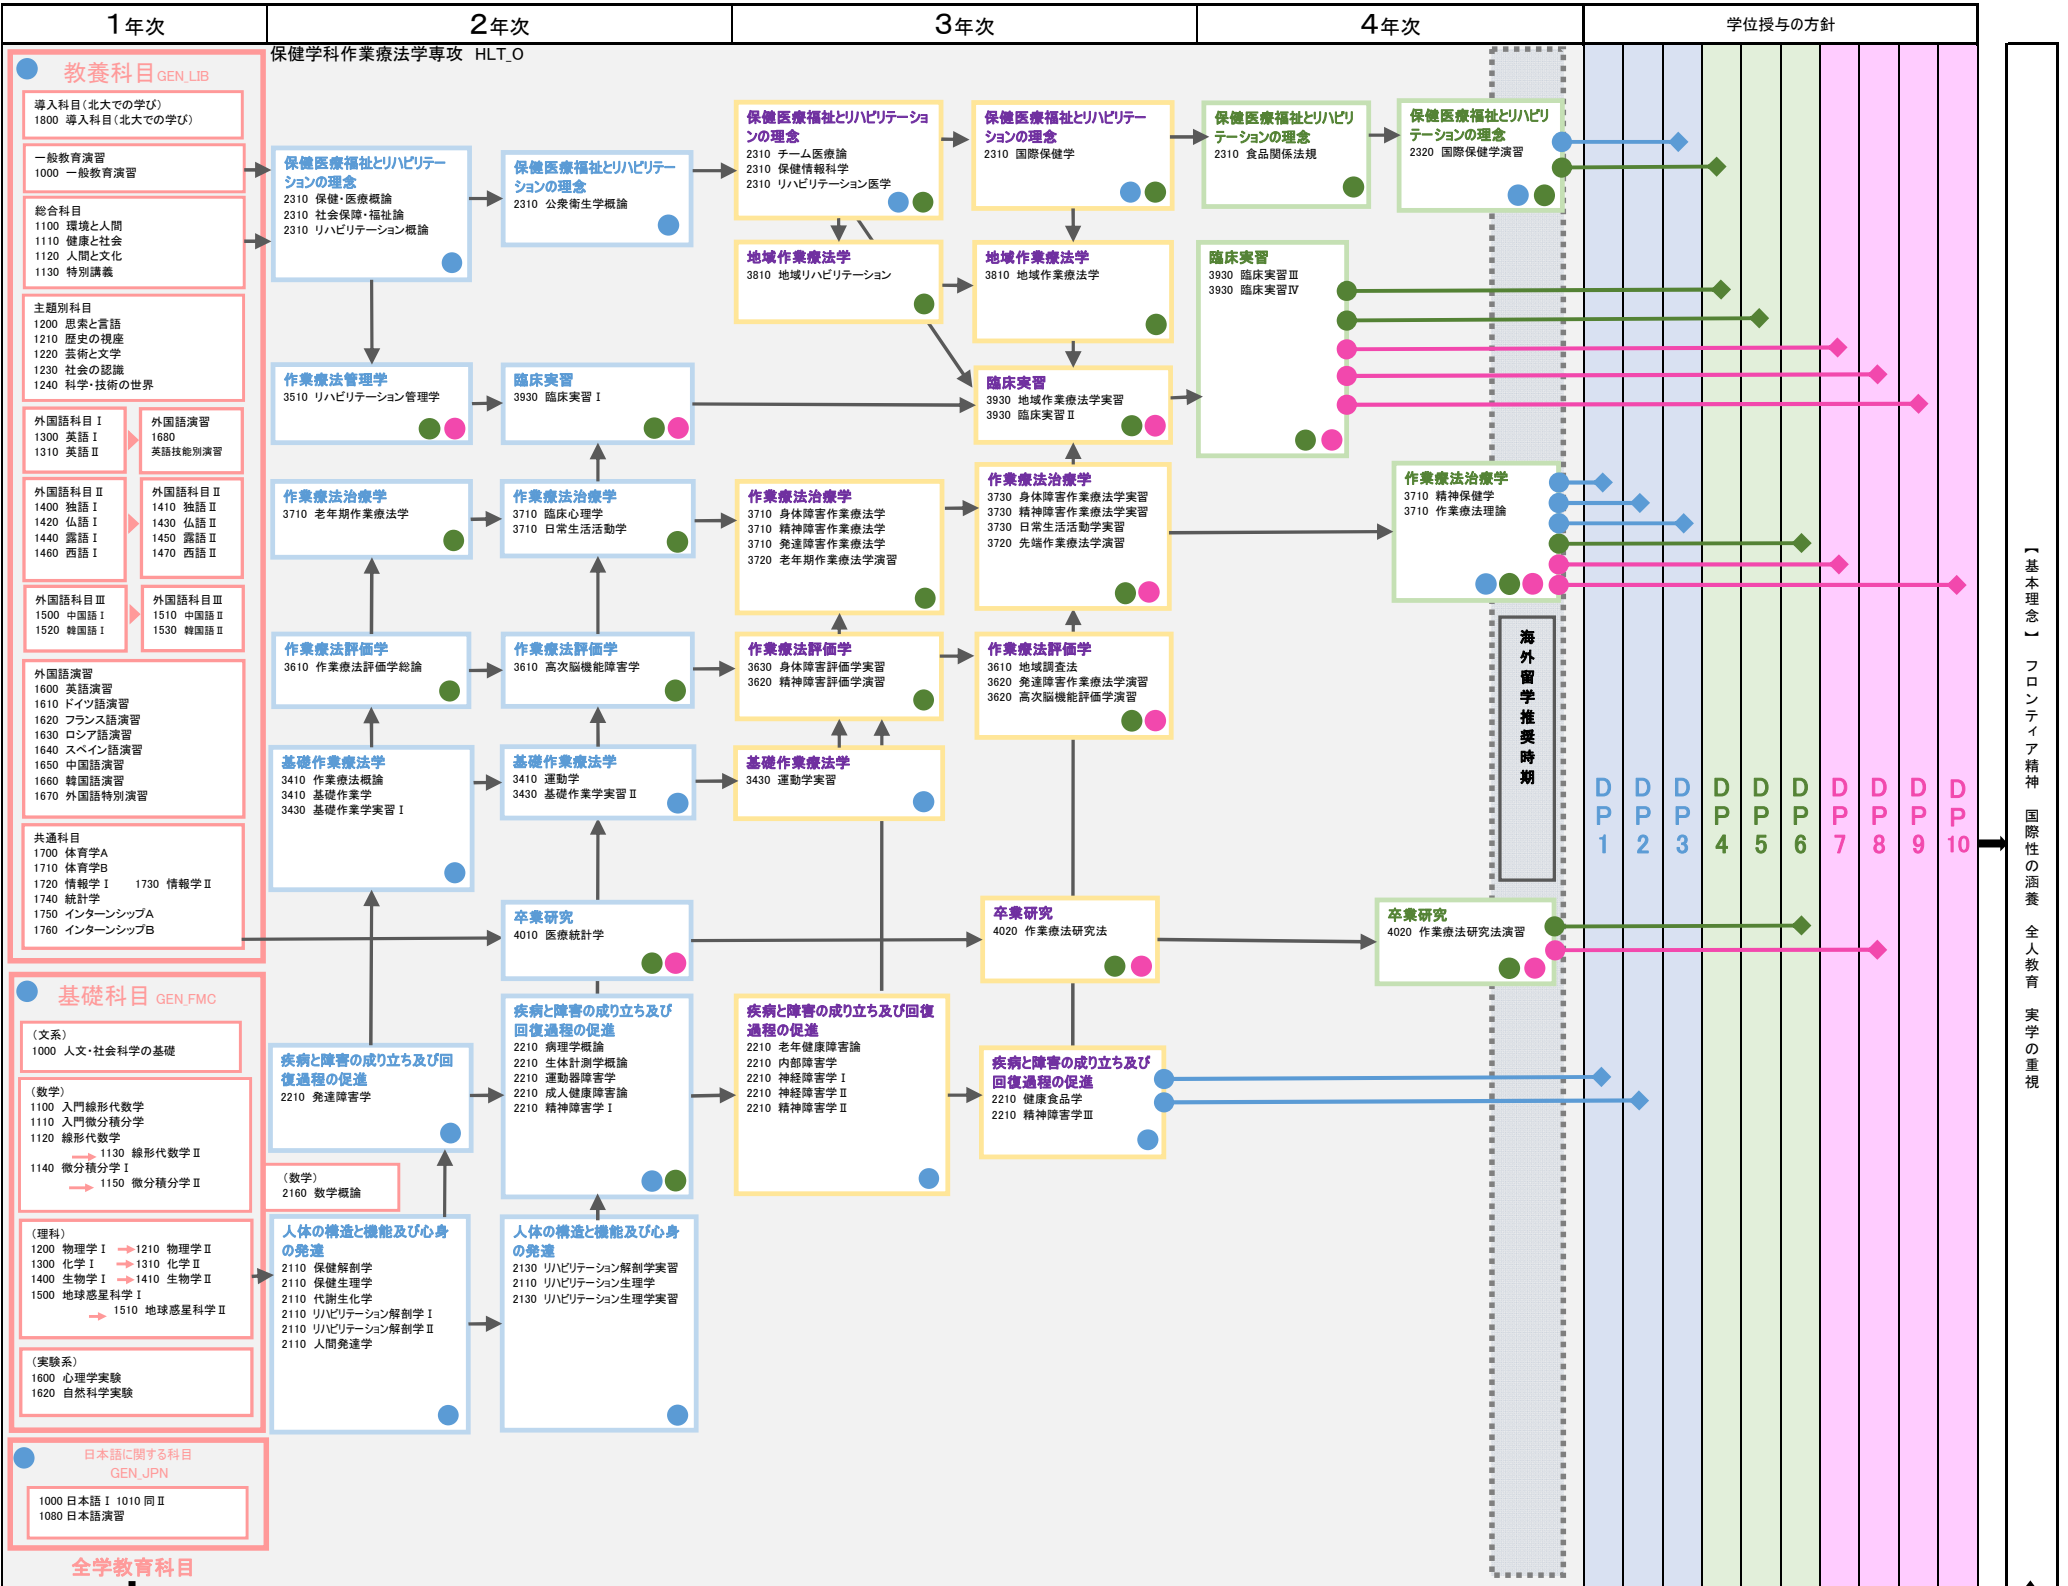 1年次
2年次
3年次
4年次
学位授与の方針
保健学科作業療法学専攻 HLT_O
教養科目GEN_LIB
導入科目(北大での学び)
1800 導入科目(北大での学び)
一般教育演習
1000 一般教育演習
総合科目
1100 環境と人間
1110 健康と社会
1120 人間と文化
1130 特別講義
主題別科目
1200 思索と言語
1210 歴史の視座
1220 芸術と文学
1230 社会の認識
1240 科学・技術の世界
外国語科目Ⅰ
1300 英語Ⅰ
1310 英語Ⅱ
外国語演習
1680
英語技能別演習
外国語科目Ⅱ
1400 独語Ⅰ
1420 仏語Ⅰ
1440 露語Ⅰ
1460 西語Ⅰ
外国語科目Ⅱ
1410 独語Ⅱ
1430 仏語Ⅱ
1450 露語Ⅱ
1470 西語Ⅱ
外国語科目Ⅲ
1500 中国語Ⅰ
1520 韓国語Ⅰ
外国語科目Ⅲ
1510 中国語Ⅱ
1530 韓国語Ⅱ
外国語演習
1600 英語演習
1610 ドイツ語演習
1620 フランス語演習
1630 ロシア語演習
1640 スペイン語演習
1650 中国語演習
1660 韓国語演習
1670 外国語特別演習
共通科目
1700 体育学A
1710 体育学B
1720 情報学Ⅰ 1730 情報学Ⅱ
1740 統計学
1750 インターンシップA
1760 インターンシップB
基礎科目 GEN_FMC
(文系)
1000 人文・社会科学の基礎
(数学)
1100 入門線形代数学
1110 入門微分積分学
1120 線形代数学
1130 線形代数学Ⅱ
1140 微分積分学Ⅰ
1150 微分積分学Ⅱ
(理科)
1200 物理学Ⅰ 1210 物理学Ⅱ
1300 化学Ⅰ 1310 化学Ⅱ
1400 生物学Ⅰ 1410 生物学Ⅱ
1500 地球惑星科学Ⅰ
1510 地球惑星科学Ⅱ
(実験系)
1600 心理学実験
1620 自然科学実験
日本語に関する科目
GEN_JPN
1000 日本語Ⅰ 1010 同Ⅱ
1080 日本語演習
全学教育科目
保健医療福祉とリハビリテー
ションの理念
2310 保健・医療概論
2310 社会保障・福祉論
2310 リハビリテーション概論
保健医療福祉とリハビリテー
ションの理念
2310 公衆衛生学概論
保健医療福祉とリハビリテーショ
ンの理念
2310 チーム医療論
2310 保健情報科学
2310 リハビリテーション医学
保健医療福祉とリハビリテー
ションの理念
2310 国際保健学
保健医療福祉とリハビリ
テーションの理念
2310 食品関係法規
保健医療福祉とリハビリ
テーションの理念
2320 国際保健学演習
地域作業療法学
3810 地域リハビリテーション
地域作業療法学
3810 地域作業療法学
臨床実習
3930 臨床実習Ⅲ
3930 臨床実習Ⅳ
作業療法管理学
3510 リハビリテーション管理学
臨床実習
3930 臨床実習Ⅰ
臨床実習
3930 地域作業療法学実習
3930 臨床実習Ⅱ
作業療法治療学
3710 老年期作業療法学
作業療法治療学
3710 臨床心理学
3710 日常生活活動学
作業療法治療学
3710 身体障害作業療法学
3710 精神障害作業療法学
3710 発達障害作業療法学
3720 老年期作業療法学演習
作業療法治療学
3730 身体障害作業療法学実習
3730 精神障害作業療法学実習
3730 日常生活活動学実習
3720 先端作業療法学演習
作業療法治療学
3710 精神保健学
3710 作業療法理論
作業療法評価学
3610 作業療法評価学総論
作業療法評価学
3610 高次脳機能障害学
作業療法評価学
3630 身体障害評価学実習
3620 精神障害評価学演習
作業療法評価学
3610 地域調査法
3620 発達障害作業療法学演習
3620 高次脳機能評価学演習
基礎作業療法学
3410 作業療法概論
3410 基礎作業学
3430 基礎作業学実習Ⅰ
基礎作業療法学
3410 運動学
3430 基礎作業学実習Ⅱ
基礎作業療法学
3430 運動学実習
卒業研究
4010 医療統計学
卒業研究
4020 作業療法研究法
卒業研究
4020 作業療法研究法演習
疾病と障害の成り立ち及び回
復過程の促進
2210 発達障害学
疾病と障害の成り立ち及び
回復過程の促進
2210 病理学概論
2210 生体計測学概論
2210 運動器障害学
2210 成人健康障害論
2210 精神障害学Ⅰ
疾病と障害の成り立ち及び回復
過程の促進
2210 老年健康障害論
2210 内部障害学
2210 神経障害学Ⅰ
2210 神経障害学Ⅱ
2210 精神障害学Ⅱ
疾病と障害の成り立ち及び
回復過程の促進
2210 健康食品学
2210 精神障害学Ⅲ
(数学)
2160 数学概論
人体の構造と機能及び心身
の発達
2110 保健解剖学
2110 保健生理学
2110 代謝生化学
2110 リハビリテーション解剖学Ⅰ
2110 リハビリテーション解剖学Ⅱ
2110 人間発達学
人体の構造と機能及び心身
の発達
2130 リハビリテーション解剖学実習
2110 リハビリテーション生理学
2130 リハビリテーション生理学実習
海外留学推奨時期
DP1
DP2
DP3
DP4
DP5
DP6
DP7
DP8
DP9
DP10
【基本理念】 フロンティア精神 国際性の涵養 全人教育 実学の重視